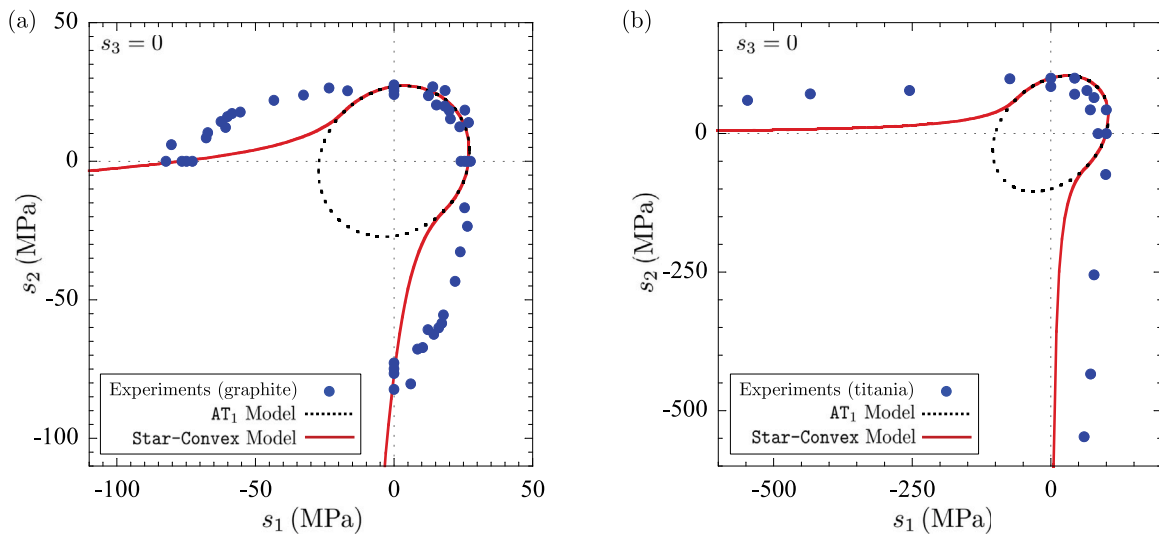 (a)
s₃ = 0
50
0
-50
-100
s₂ (MPa)
-100
-50
0
50
s₁ (MPa)
Experiments (graphite)
AT₁ Model
Star-Convex Model
(b)
s₃ = 0
0
-250
-500
s₂ (MPa)
-500
-250
0
s₁ (MPa)
Experiments (titania)
AT₁ Model
Star-Convex Model